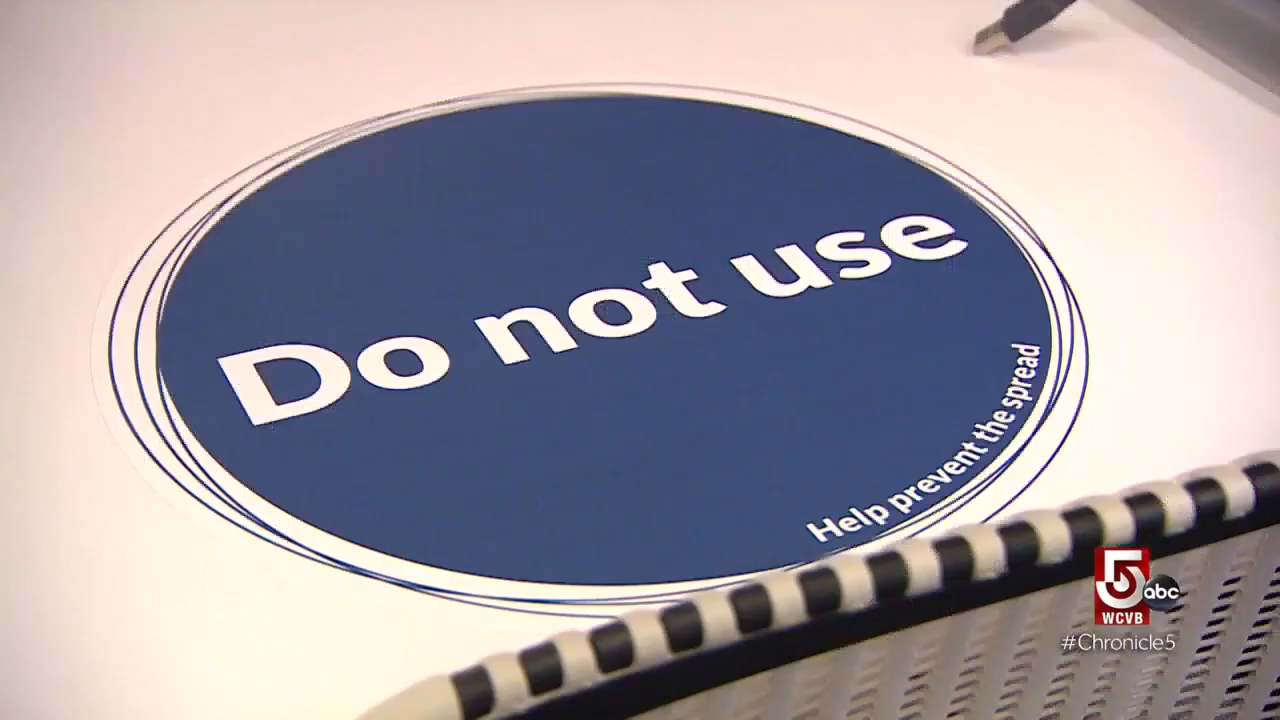 Do not use
Help prevent the spread
5
abc
WCVB
#Chronicle5